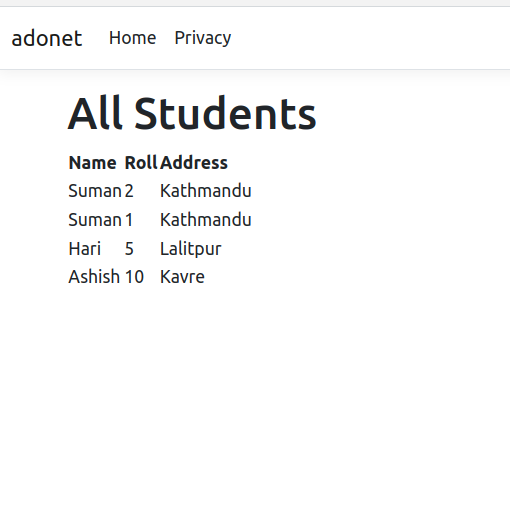 adonet Home Privacy
All Students
Name Roll Address
Suman 2 Kathmandu
Suman 1 Kathmandu
Hari 5 Lalitpur
Ashish 10 Kavre